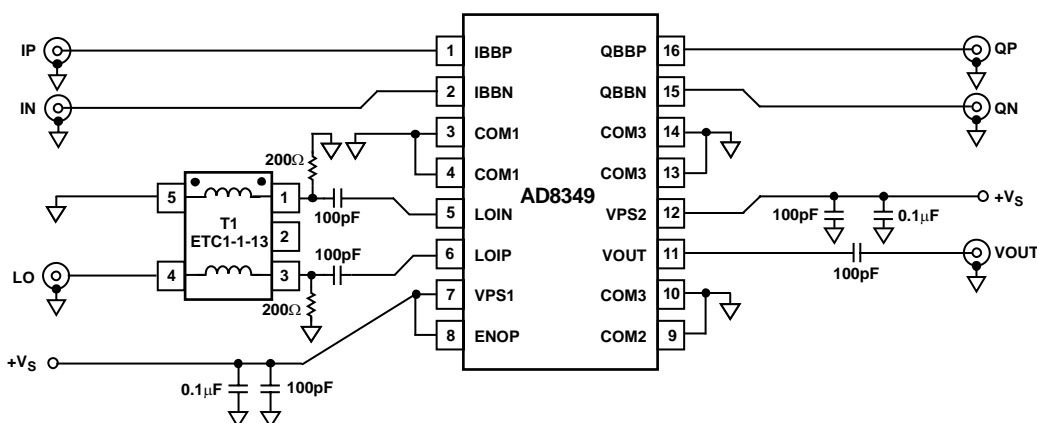 IP
1 IBBP
QBBP 16
QP
IN
2 IBBN
QBBN 15
QN
3 COM1
COM3 14
200Ω
4 COM1
COM3 13
AD8349
5
1
100pF
5 LOIN
VPS2 12
100pF
0.1μF
+VS
T1
ETC1-1-13
2
LO
4
3
100pF
6 LOIP
VOUT 11
100pF
VOUT
200Ω
7 VPS1
COM3 10
8 ENOP
COM2 9
+VS
0.1μF
100pF